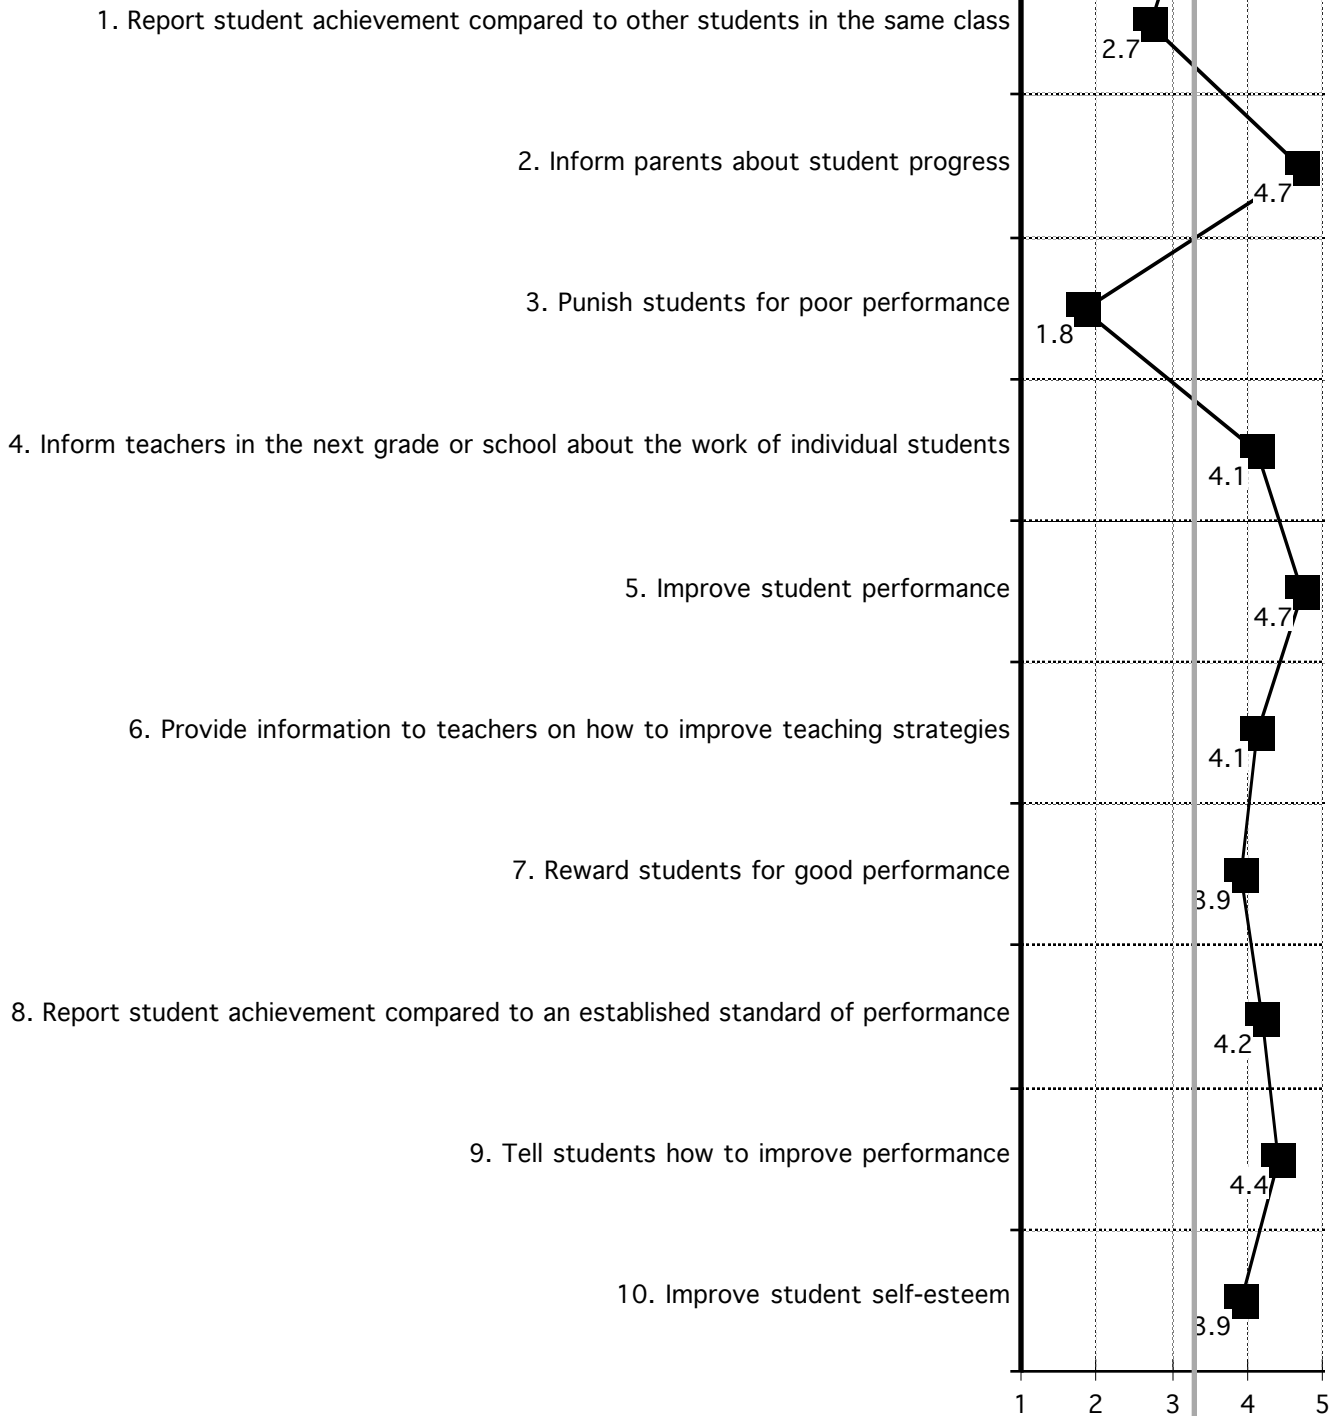 1. Report student achievement compared to other students in the same class
2.7
2. Inform parents about student progress
4.7
3. Punish students for poor performance
1.8
4. Inform teachers in the next grade or school about the work of individual students
4.1
5. Improve student performance
4.7
6. Provide information to teachers on how to improve teaching strategies
4.1
7. Reward students for good performance
3.9
8. Report student achievement compared to an established standard of performance
4.2
9. Tell students how to improve performance
4.4
10. Improve student self-esteem
3.9
1 2 3 4 5